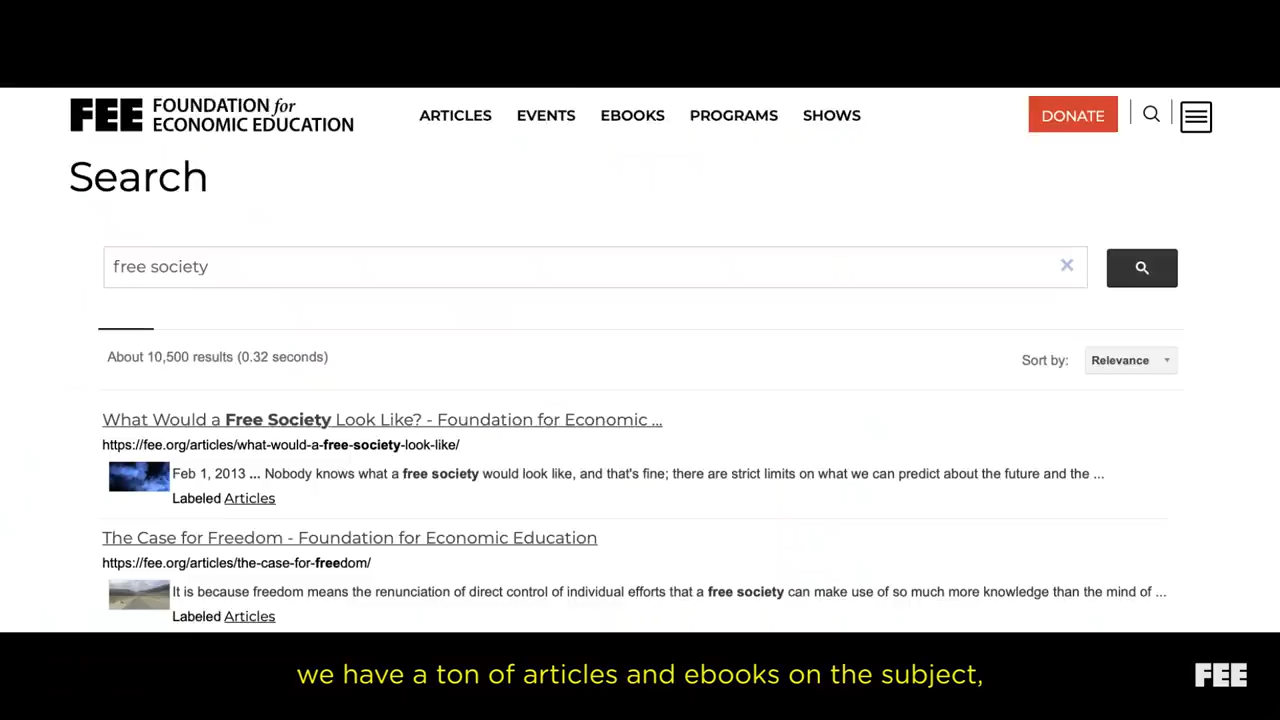 FEE FOUNDATION for
ECONOMIC EDUCATION
ARTICLES EVENTS EBOOKS PROGRAMS SHOWS
DONATE
Search
free society
About 10,500 results (0.32 seconds)
Sort by: Relevance
What Would a Free Society Look Like? - Foundation for Economic ...
https://fee.org/articles/what-would-a-free-society-look-like/
Feb 1, 2013 ... Nobody knows what a free society would look like, and that's fine; there are strict limits on what we can predict about the future and the ...
Labeled Articles
The Case for Freedom - Foundation for Economic Education
https://fee.org/articles/the-case-for-freedom/
It is because freedom means the renunciation of direct control of individual efforts that a free society can make use of so much more knowledge than the mind of ...
Labeled Articles
we have a ton of articles and ebooks on the subject,
FEE